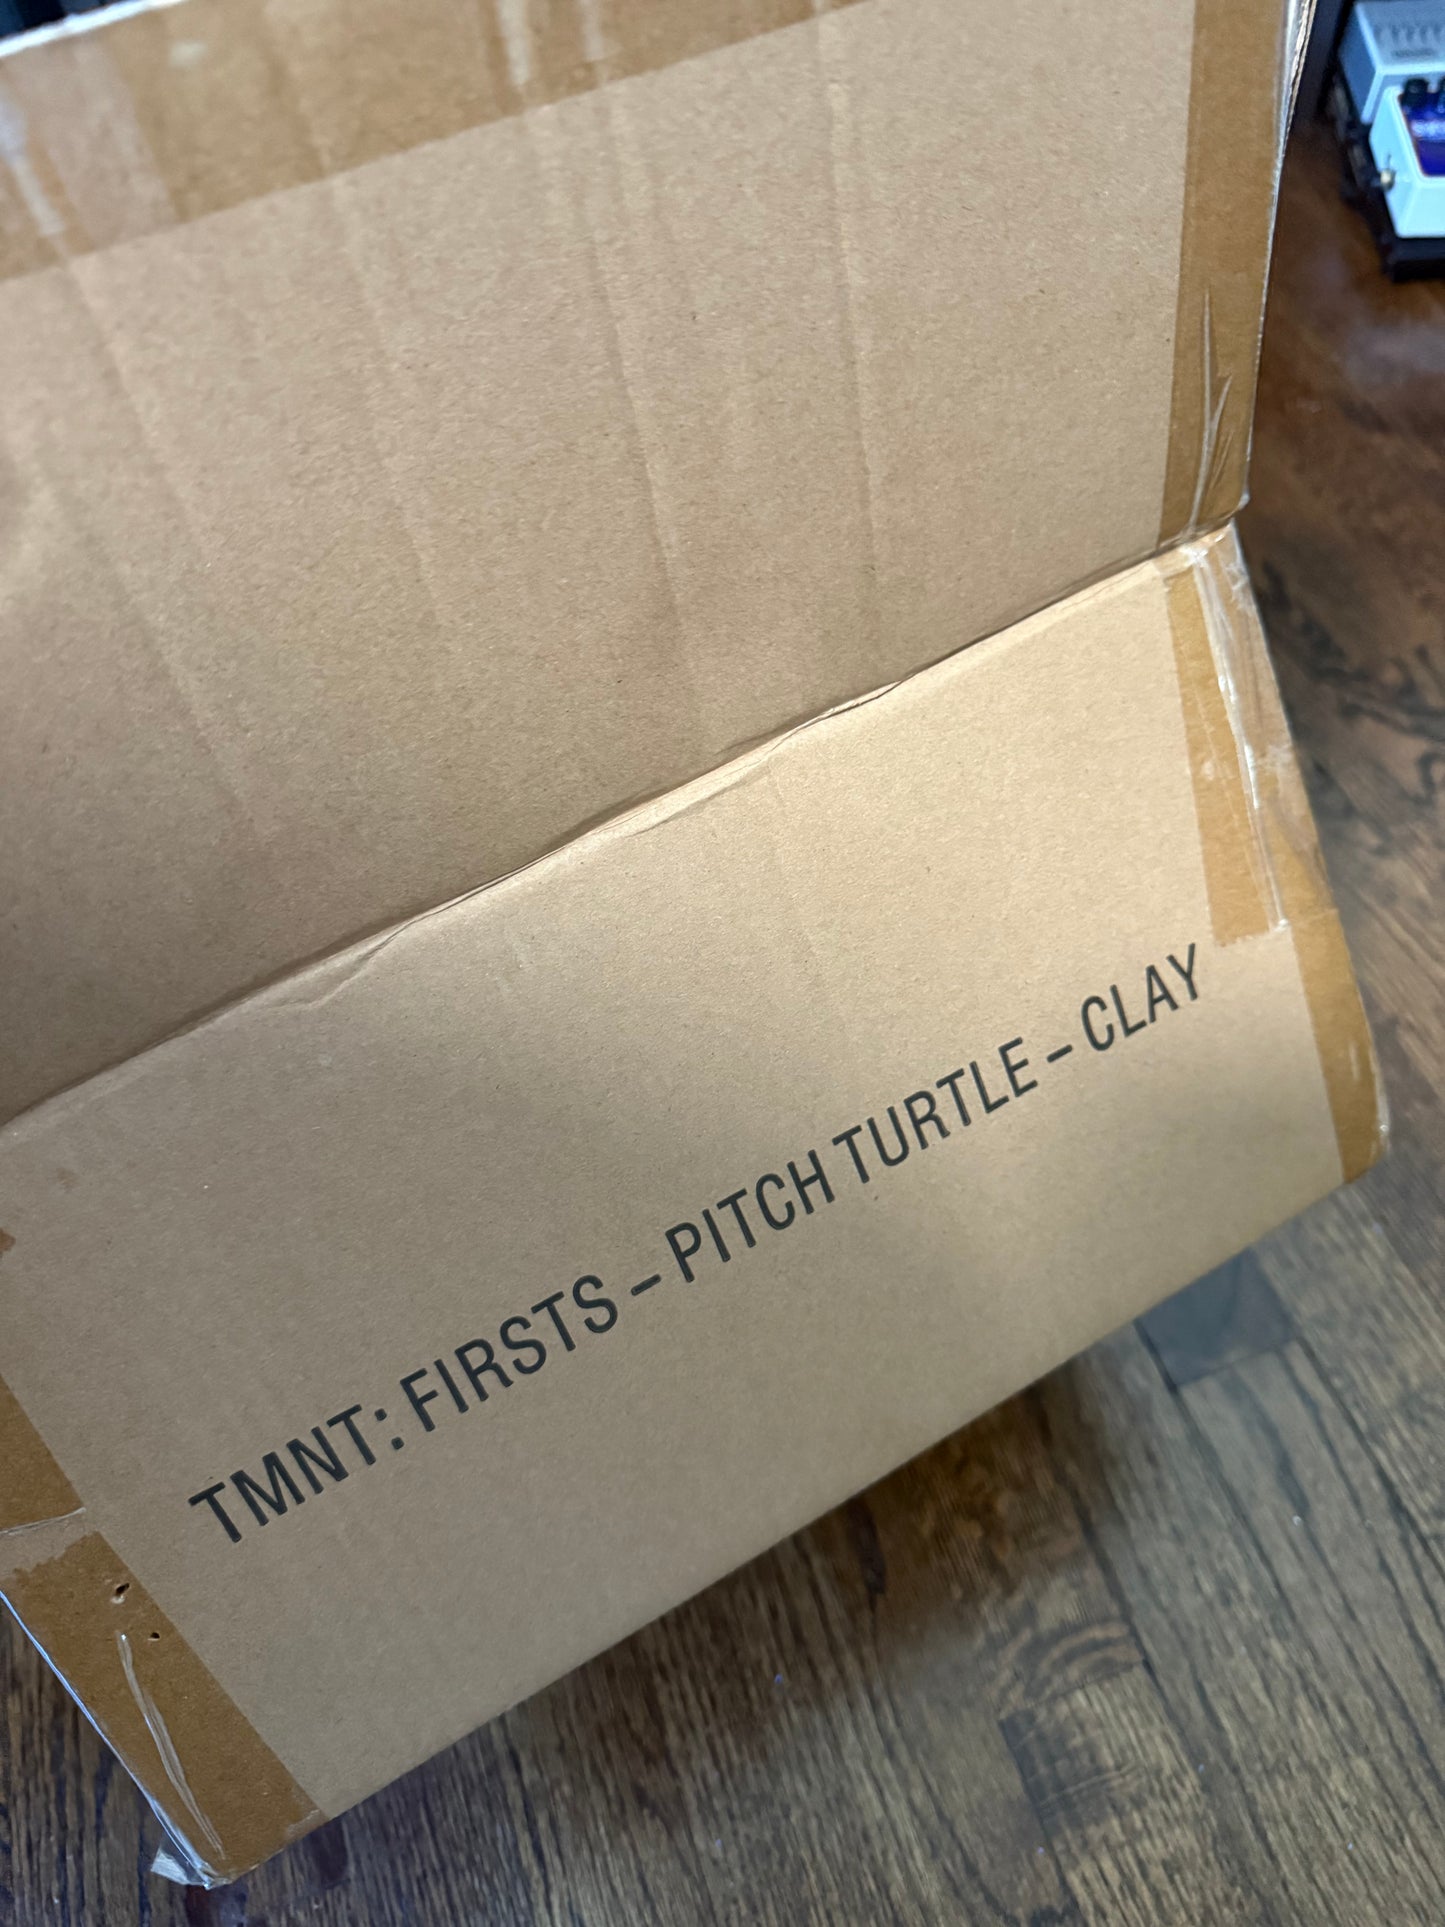 TMNT: FIRSTS – PITCH TURTLE – CLAY